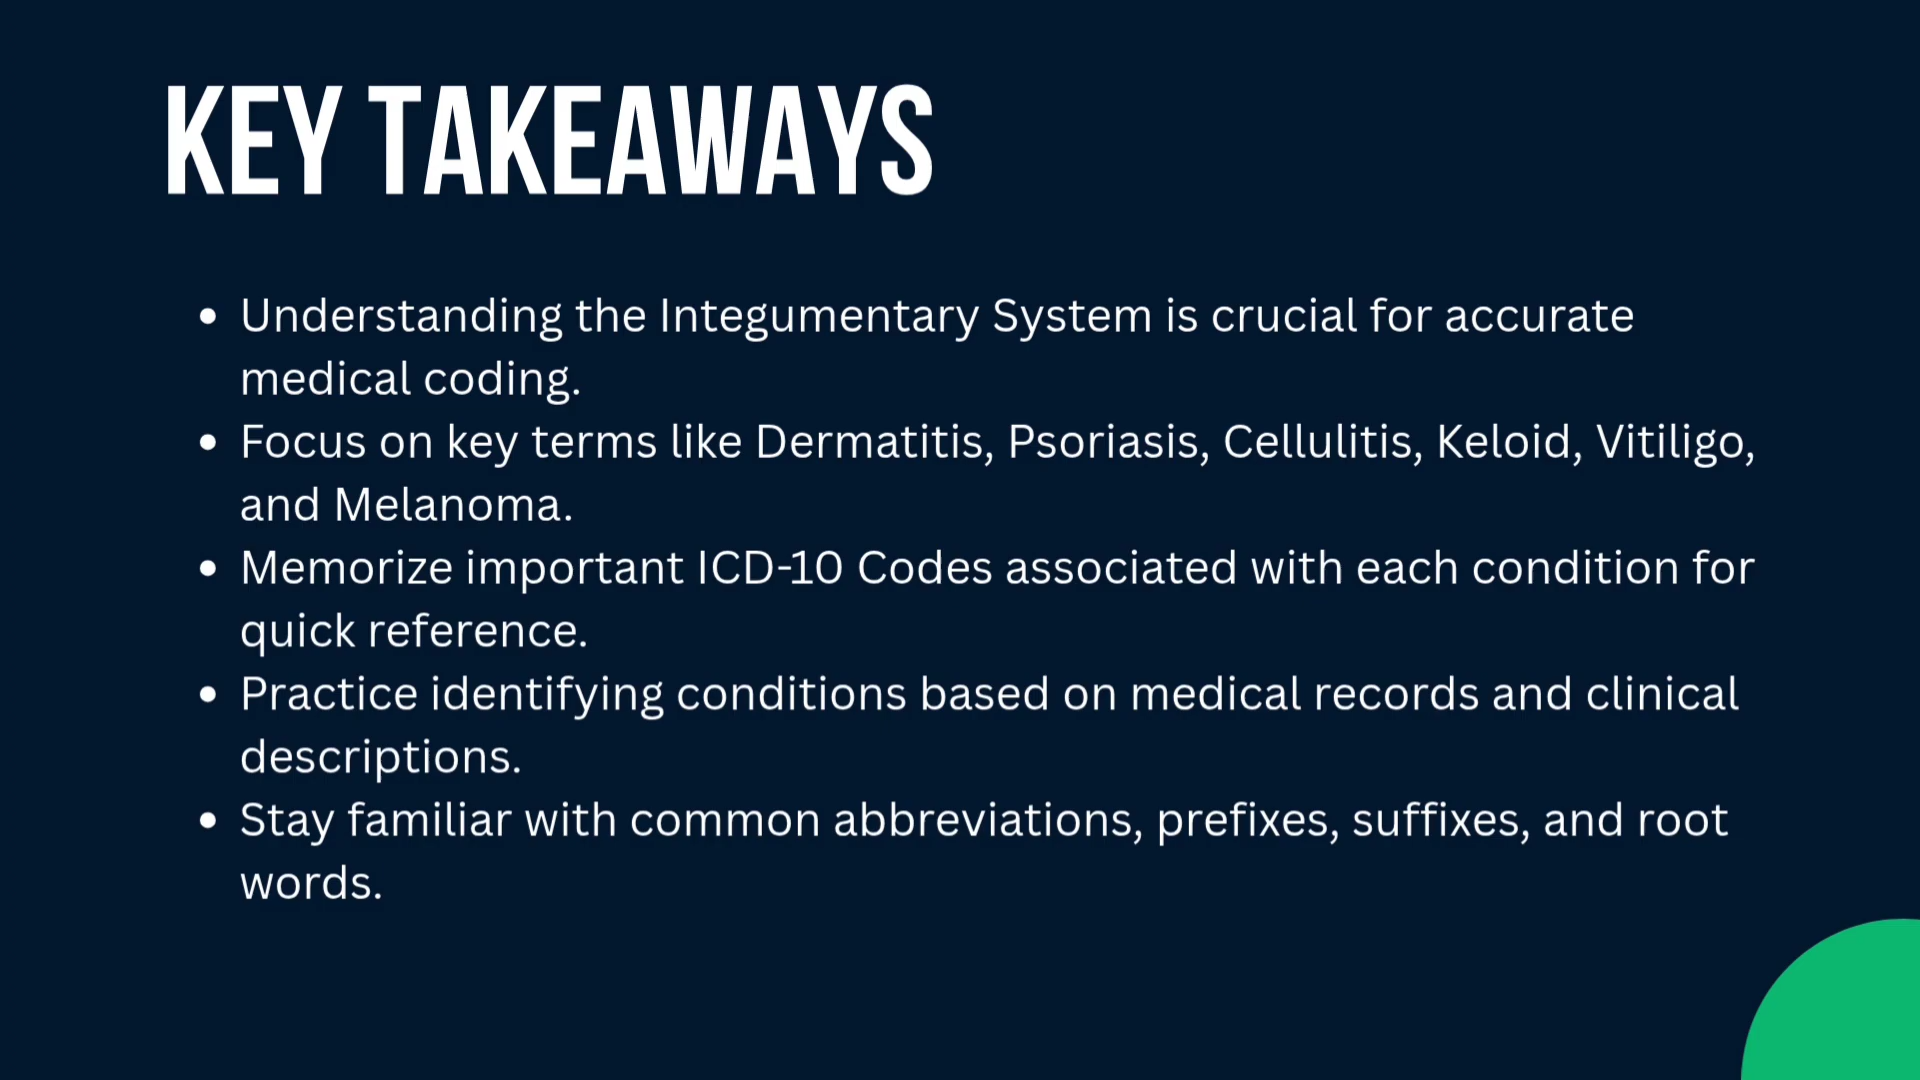 KEY TAKEAWAYS
• Understanding the Integumentary System is crucial for accurate
medical coding.
• Focus on key terms like Dermatitis, Psoriasis, Cellulitis, Keloid, Vitiligo,
and Melanoma.
• Memorize important ICD-10 Codes associated with each condition for
quick reference.
• Practice identifying conditions based on medical records and clinical
descriptions.
• Stay familiar with common abbreviations, prefixes, suffixes, and root
words.